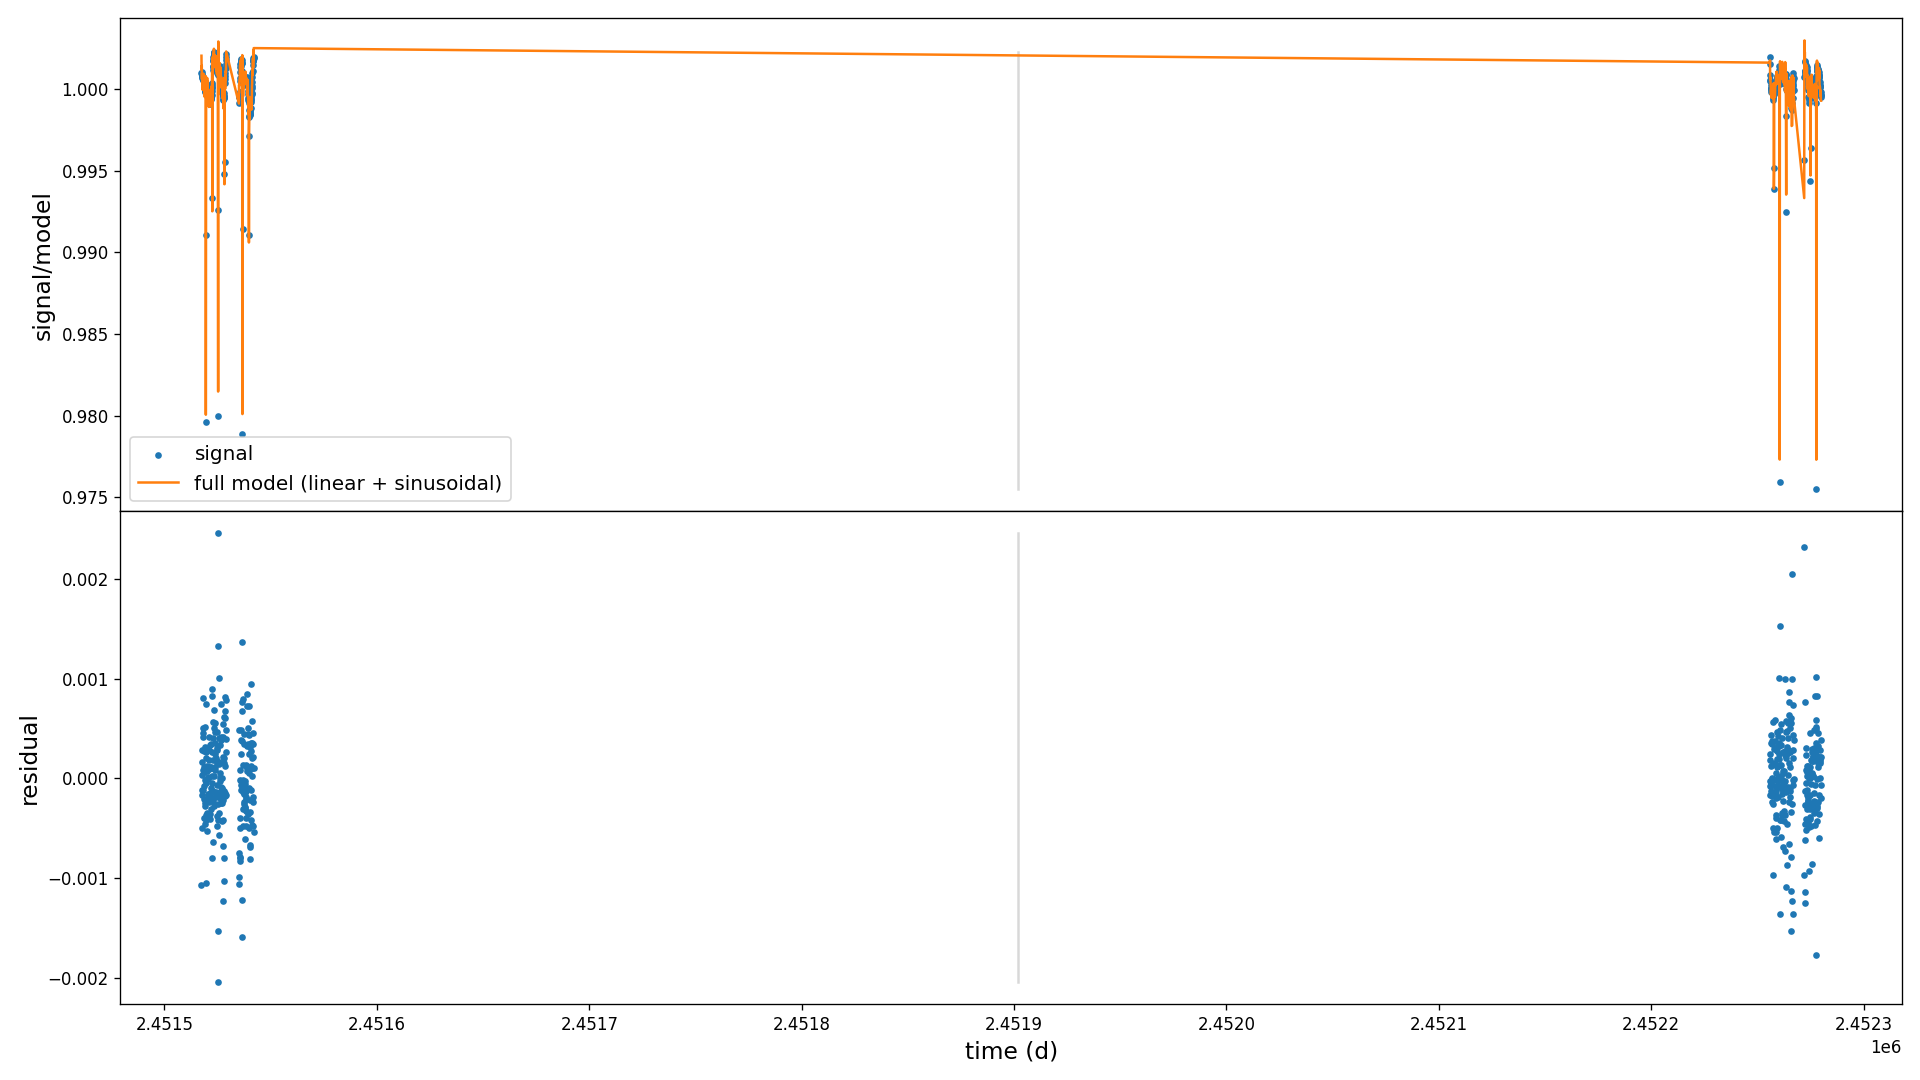 1.000
0.995
0.990
0.985
0.980
0.975
signal/model
signal
full model (linear + sinusoidal)
0.002
0.001
0.000
−0.001
−0.002
residual
2.4515 2.4516 2.4517 2.4518 2.4519 2.4520 2.4521 2.4522 2.4523
1e6
time (d)